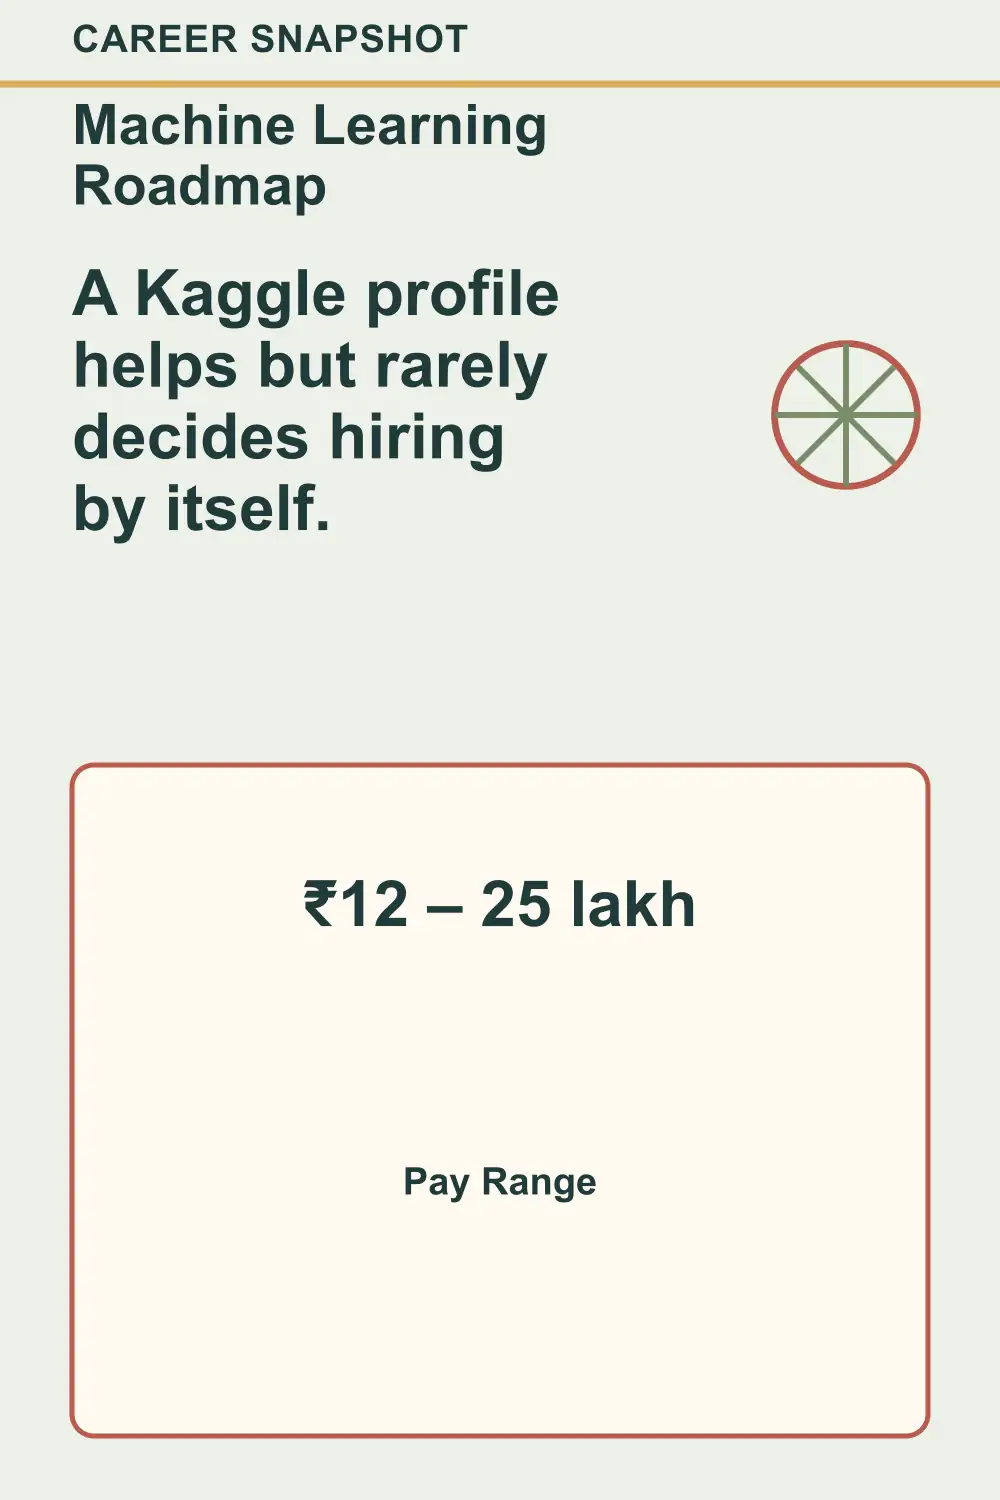 CAREER SNAPSHOT
Machine Learning
Roadmap
A Kaggle profile
helps but rarely
decides hiring
by itself.
₹12 – 25 lakh
Pay Range